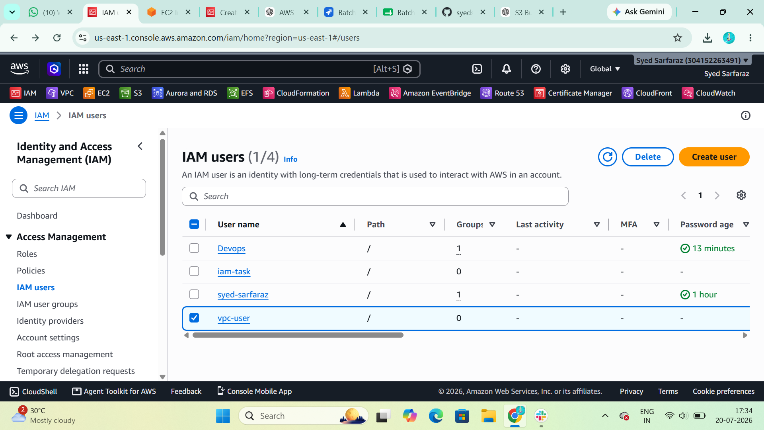 IAM u
EC2 I
Creat
AWS
Batch
Batch
syed-
S3 Bi
Ask Gemini
us-east-1.console.aws.amazon.com/iam/home?region=us-east-1#/users
aws
Search
[Alt+S]
Global
Syed Sarfaraz (304152263491)
Syed Sarfaraz
IAM
VPC
EC2
S3
Aurora and RDS
EFS
CloudFormation
Lambda
Amazon EventBridge
Route 53
Certificate Manager
CloudFront
CloudWatch
IAM > IAM users
Identity and Access
Management (IAM)
Search IAM
Dashboard
Access Management
Roles
Policies
IAM users
IAM user groups
Identity providers
Account settings
Root access management
Temporary delegation requests
IAM users (1/4) Info
Delete
Create user
An IAM user is an identity with long-term credentials that is used to interact with AWS in an account.
Search
1
User name Path Groups Last activity MFA Password age
Devops / 1 - - 13 minutes
iam-task / 0 - - -
syed-sarfaraz / 1 - - 1 hour
vpc-user / 0 - - -
CloudShell
Agent Toolkit for AWS
Feedback
Console Mobile App
© 2026, Amazon Web Services, Inc. or its affiliates.
Privacy
Terms
Cookie preferences
2
30°C
Mostly cloudy
Search
1
ENG
IN
17:34
20-07-2026